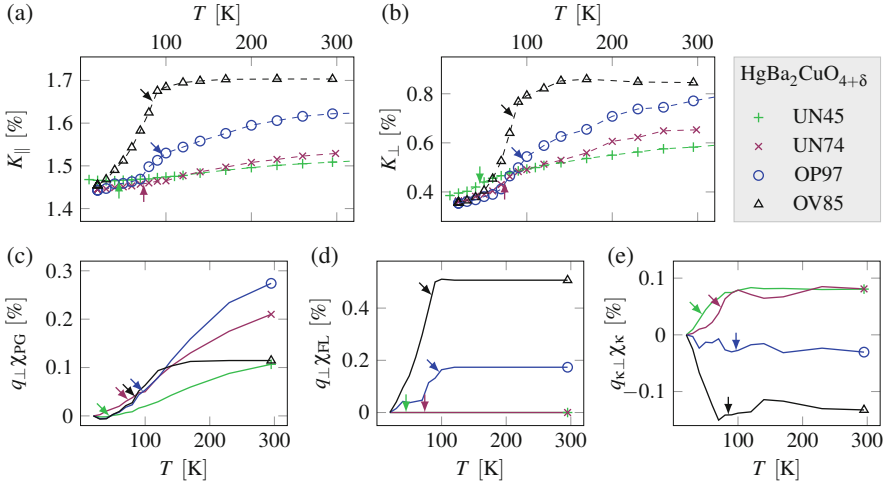 (a) T [K]
100 200 300
1.7
1.6
1.5
1.4
K∥ [%]
(b) T [K]
100 200 300
0.8
0.6
0.4
K⊥ [%]
HgBa₂CuO₄₊δ
UN45
UN74
OP97
OV85
(c)
0.3
0.2
0.1
0
q⊥χPG [%]
100 200 300
T [K]
(d)
0.4
0.2
0
q⊥χFL [%]
100 200 300
T [K]
(e)
0.1
0
−0.1
qκ⊥χκ [%]
100 200 300
T [K]